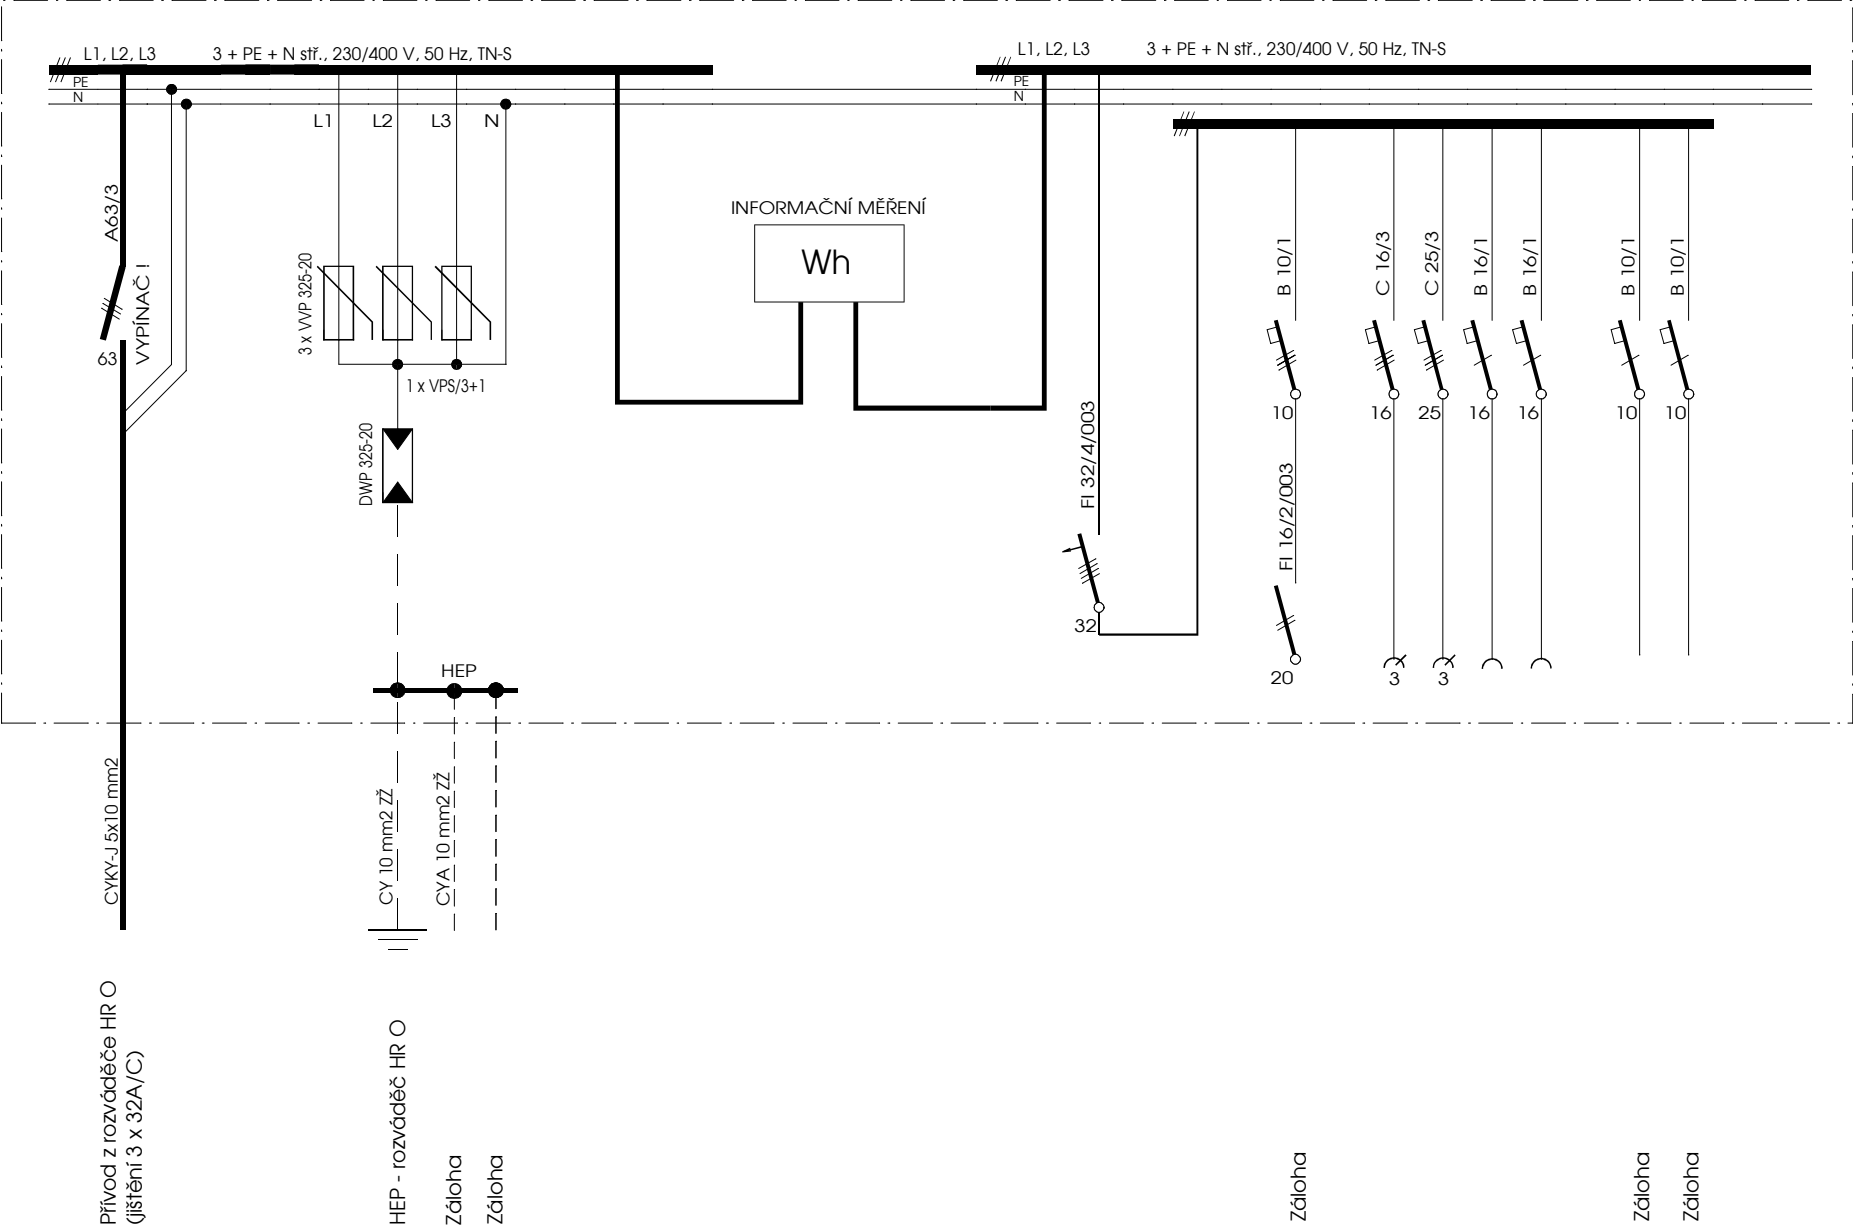 L1, L2, L3
3 + PE + N stř., 230/400 V, 50 Hz, TN-S
PE
N
L1
L2
L3
N
A63/3
VYPÍNAČ !
63
3 x VVP 325-20
1 x VPS/3+1
DWP 325-20
HEP
INFORMAČNÍ MĚŘENÍ
Wh
L1, L2, L3
3 + PE + N stř., 230/400 V, 50 Hz, TN-S
PE
N
FI 32/4/003
32
B 10/1
10
FI 16/2/003
20
C 16/3
16
3
C 25/3
25
3
B 16/1
16
B 16/1
16
B 10/1
10
B 10/1
10
CYKY-J 5x10 mm2
CY 10 mm2 ZŽ
CYA 10 mm2 ZŽ
Přívod z rozváděče HR O
(jištění 3 x 32A/C)
HEP - rozváděč HR O
Záloha
Záloha
Záloha
Záloha
Záloha